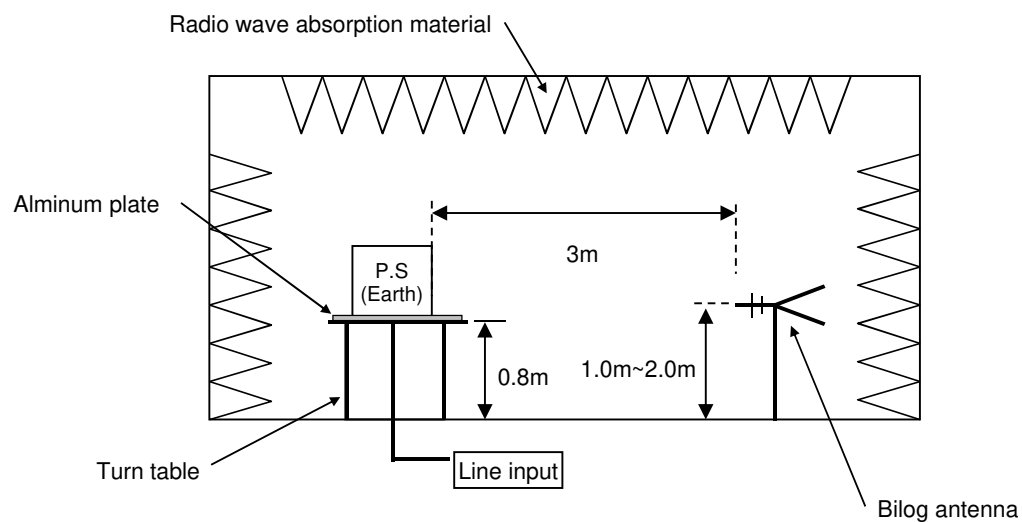 Radio wave absorption material
Alminum plate
P.S
(Earth)
3m
0.8m
1.0m~2.0m
Turn table
Line input
Bilog antenna